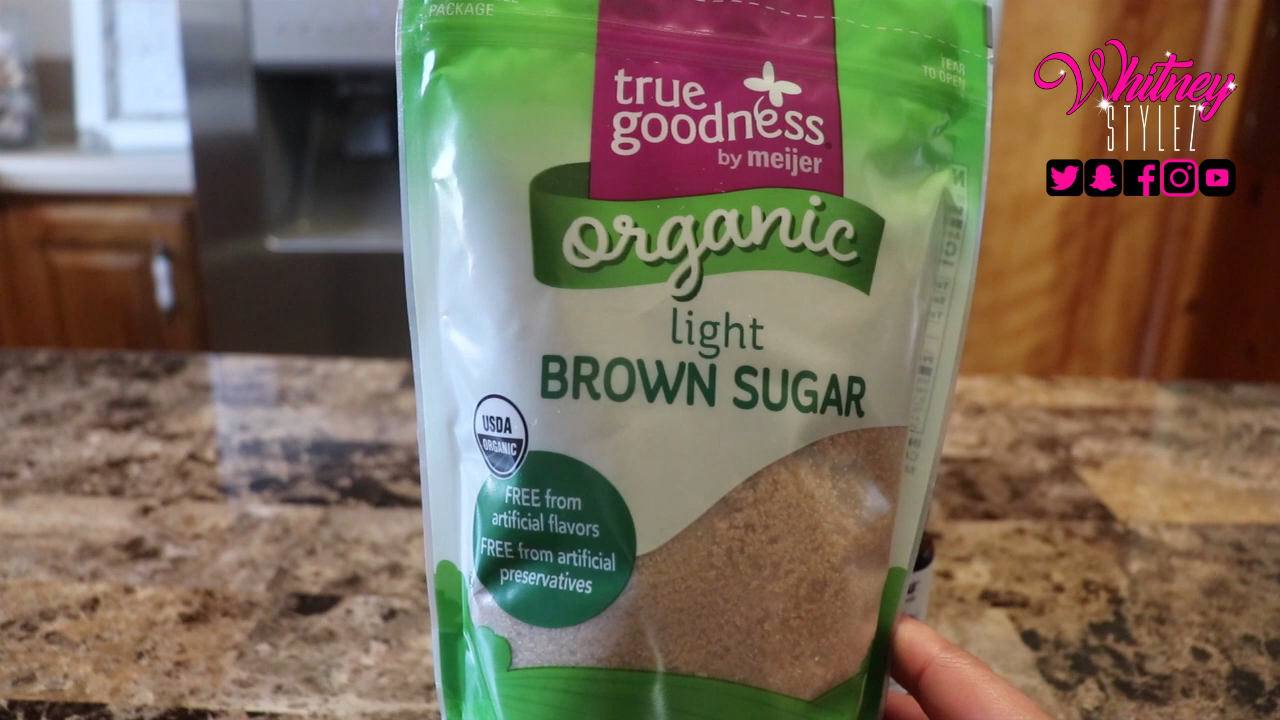 PACKAGE
TEAR
TO OPEN
true
goodness
by meijer
organic
light
BROWN SUGAR
USDA
ORGANIC
FREE from
artificial flavors
FREE from artificial
preservatives
Whitney
STYLEZ